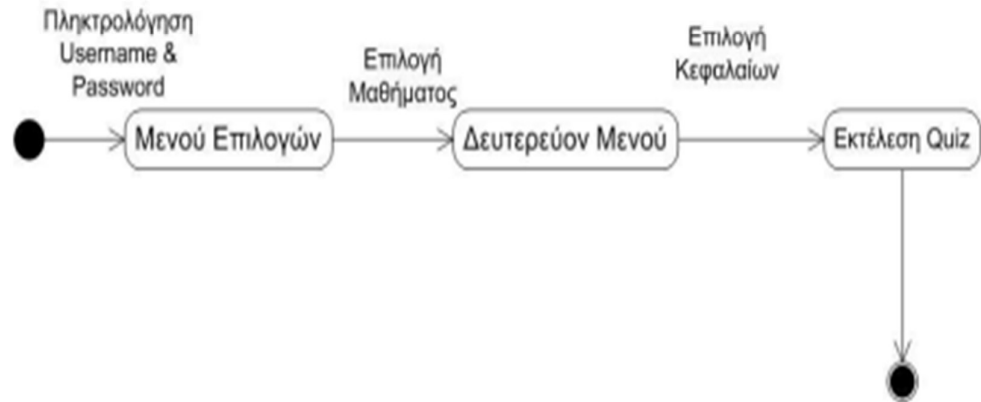 Πληκτρολόγηση
Username &
Password
Επιλογή
Μαθήματος
Επιλογή
Κεφαλαίων
Μενού Επιλογών
Δευτερεύον Μενού
Εκτέλεση Quiz